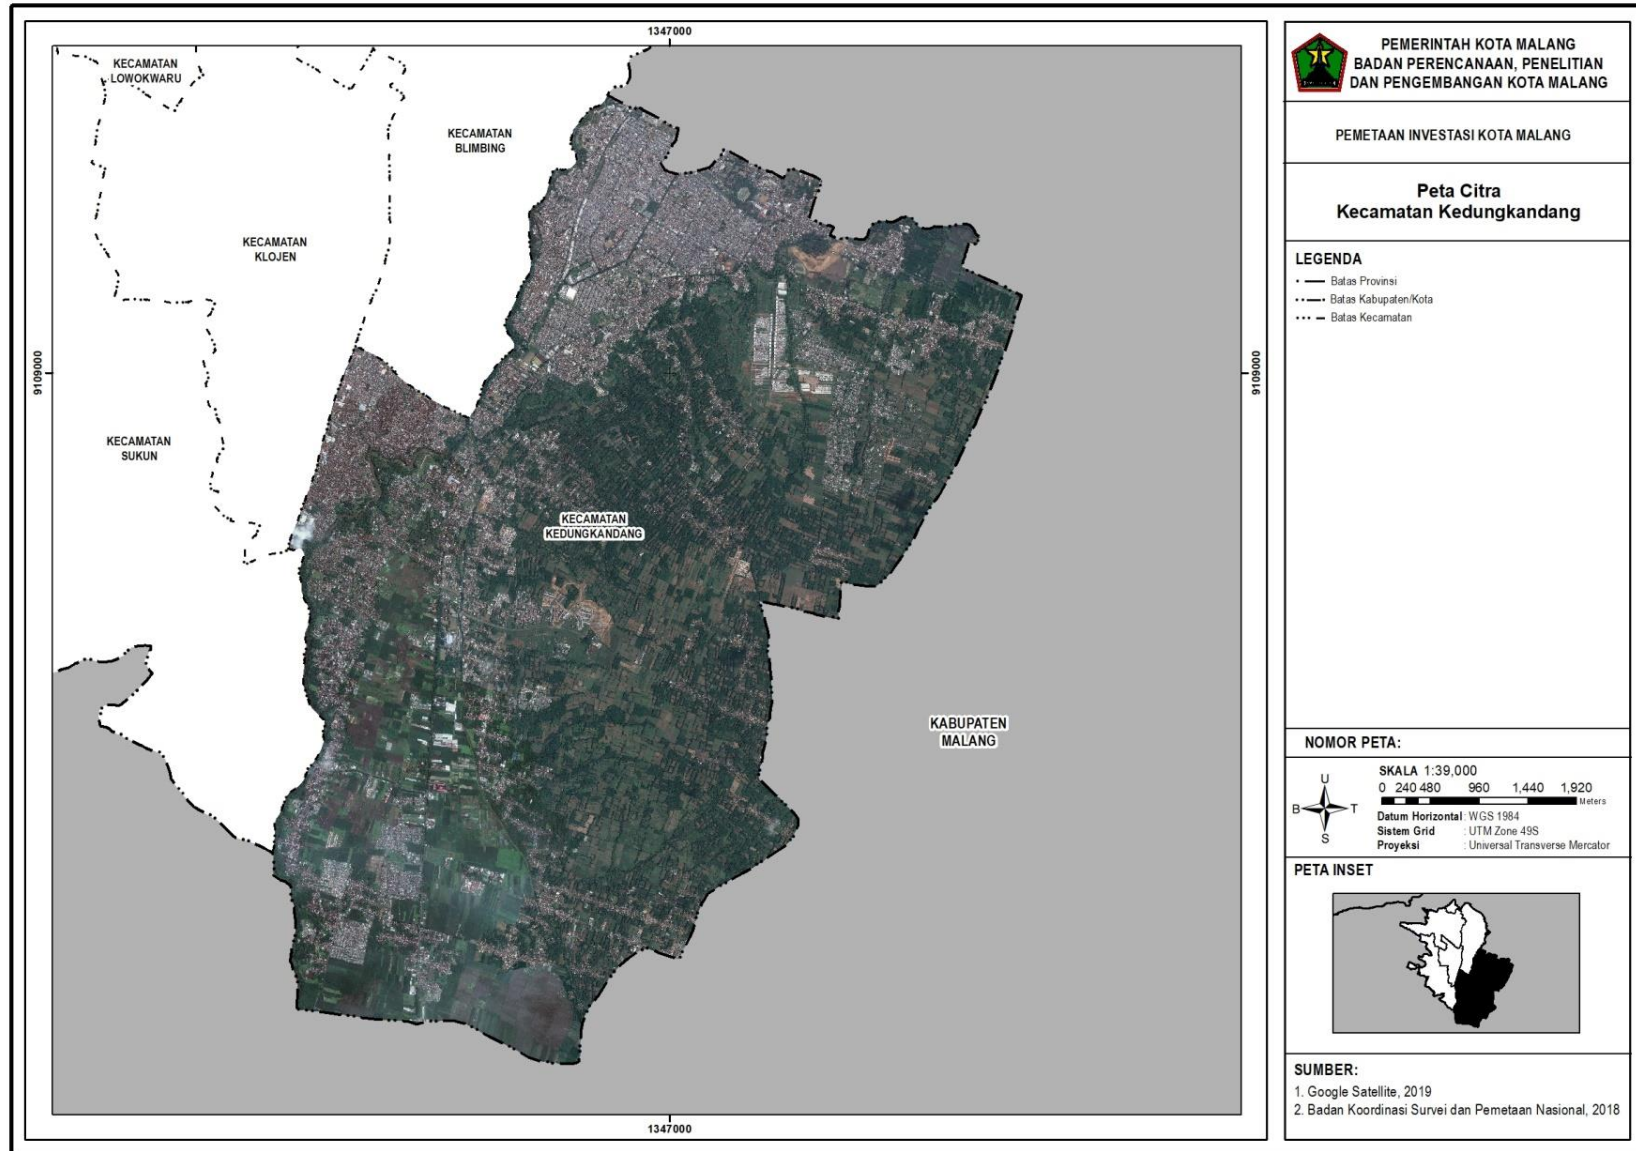 1347000
KECAMATAN
LOWOKWARU
KECAMATAN
BLIMBING
KECAMATAN
KLOJEN
9109000
9109000
KECAMATAN
SUKUN
KECAMATAN
KEDUNGKANDANG
KABUPATEN
MALANG
1347000
PEMERINTAH KOTA MALANG
BADAN PERENCANAAN, PENELITIAN
DAN PENGEMBANGAN KOTA MALANG
PEMETAAN INVESTASI KOTA MALANG
Peta Citra
Kecamatan Kedungkandang
LEGENDA
Batas Provinsi
Batas Kabupaten/Kota
Batas Kecamatan
NOMOR PETA:
U
B T
S
SKALA 1:39,000
0 240 480 960 1,440 1,920
Meters
Datum Horizontal : WGS 1984
Sistem Grid : UTM Zone 49S
Proyeksi : Universal Transverse Mercator
PETA INSET
SUMBER:
1. Google Satellite, 2019
2. Badan Koordinasi Survei dan Pemetaan Nasional, 2018